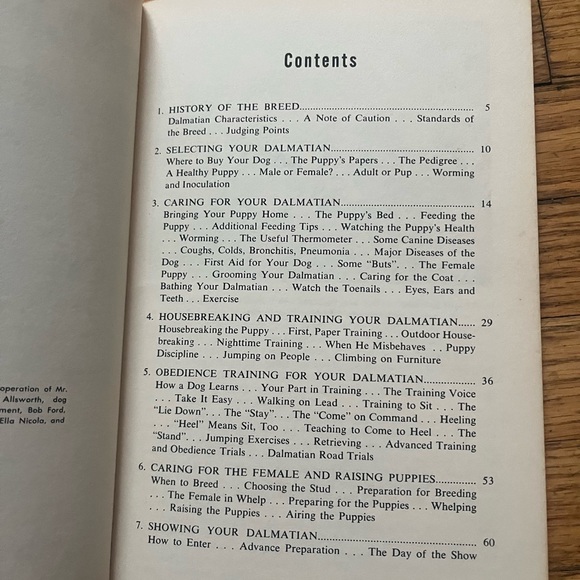 Contents
1. HISTORY OF THE BREED.................................................... 5
Dalmatian Characteristics . . . A Note of Caution . . . Standards of
the Breed . . . Judging Points
2. SELECTING YOUR DALMATIAN........................................... 10
Where to Buy Your Dog . . . The Puppy's Papers . . . The Pedigree . . .
A Healthy Puppy . . . Male or Female? . . . Adult or Pup . . . Worming
and Inoculation
3. CARING FOR YOUR DALMATIAN................................. 14
Bringing Your Puppy Home . . . The Puppy's Bed . . . Feeding the
Puppy . . . Additional Feeding Tips . . . Watching the Puppy's Health
. . . Worming . . . The Useful Thermometer . . . Some Canine Diseases
. . . Coughs, Colds, Bronchitis, Pneumonia . . . Major Diseases of the
Dog . . . First Aid for Your Dog . . . Some "Buts". . . The Female
Puppy . . . Grooming Your Dalmatian . . . Caring for the Coat . . .
Bathing Your Dalmatian . . . Watch the Toenails . . . Eyes, Ears and
Teeth . . . Exercise
4. HOUSEBREAKING AND TRAINING YOUR DALMATIAN...... 29
Housebreaking the Puppy . . . First, Paper Training . . . Outdoor House-
breaking . . . Nighttime Training . . . When He Misbehaves . . Puppy
Discipline . . . Jumping on People . . . Climbing on Furniture
5. OBEDIENCE TRAINING FOR YOUR DALMATIAN................ 36
How a Dog Learns . . . Your Part in Training . . . The Training Voice
. . . Take It Easy . . . Walking on Lead . . . Training to Sit . . . The
"Lie Down". . . The "Stay". . . The "Come" on Command . . . Heeling
. . . "Heel" Means Sit, Too . . . Teaching to Come to Heel . . . The
"Stand". . . Jumping Exercises . . . Retrieving . . . Advanced Training
and Obedience Trials . . . Dalmatian Road Trials
6. CARING FOR THE FEMALE AND RAISING PUPPIES............. 53
When to Breed . . . Choosing the Stud . . . Preparation for Breeding
. . . The Female in Whelp . . . Preparing for the Puppies . . . Whelping
. . . Raising the Puppies . . . Airing the Puppies
7. SHOWING YOUR DALMATIAN........................................ 60
How to Enter . . . Advance Preparation . . . The Day of the Show
operation of Mr.
Allsworth, dog
ment, Bob Ford,
Ella Nicola, and